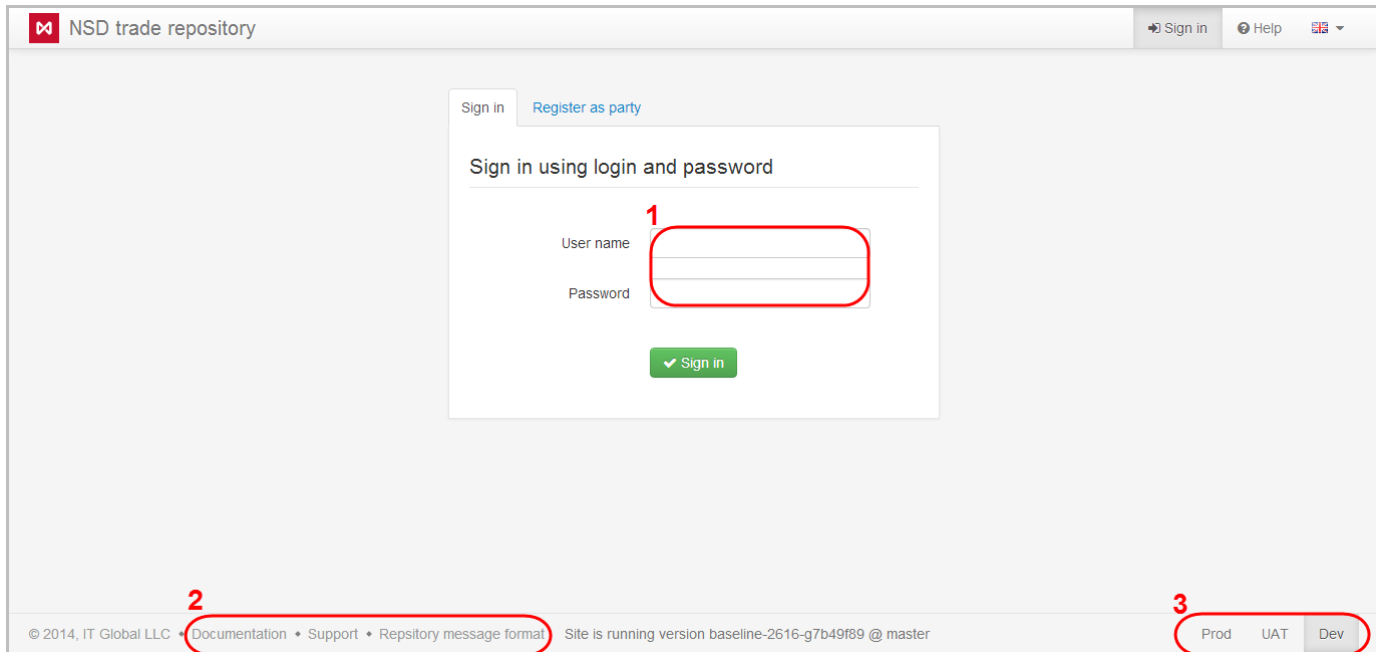 NSD trade repository Sign in Help
Sign in Register as party
Sign in using login and password
1
User name
Password
Sign in
2
3
© 2014, IT Global LLC • Documentation • Support • Repsitory message format Site is running version baseline-2616-g7b49f89 @ master Prod UAT Dev